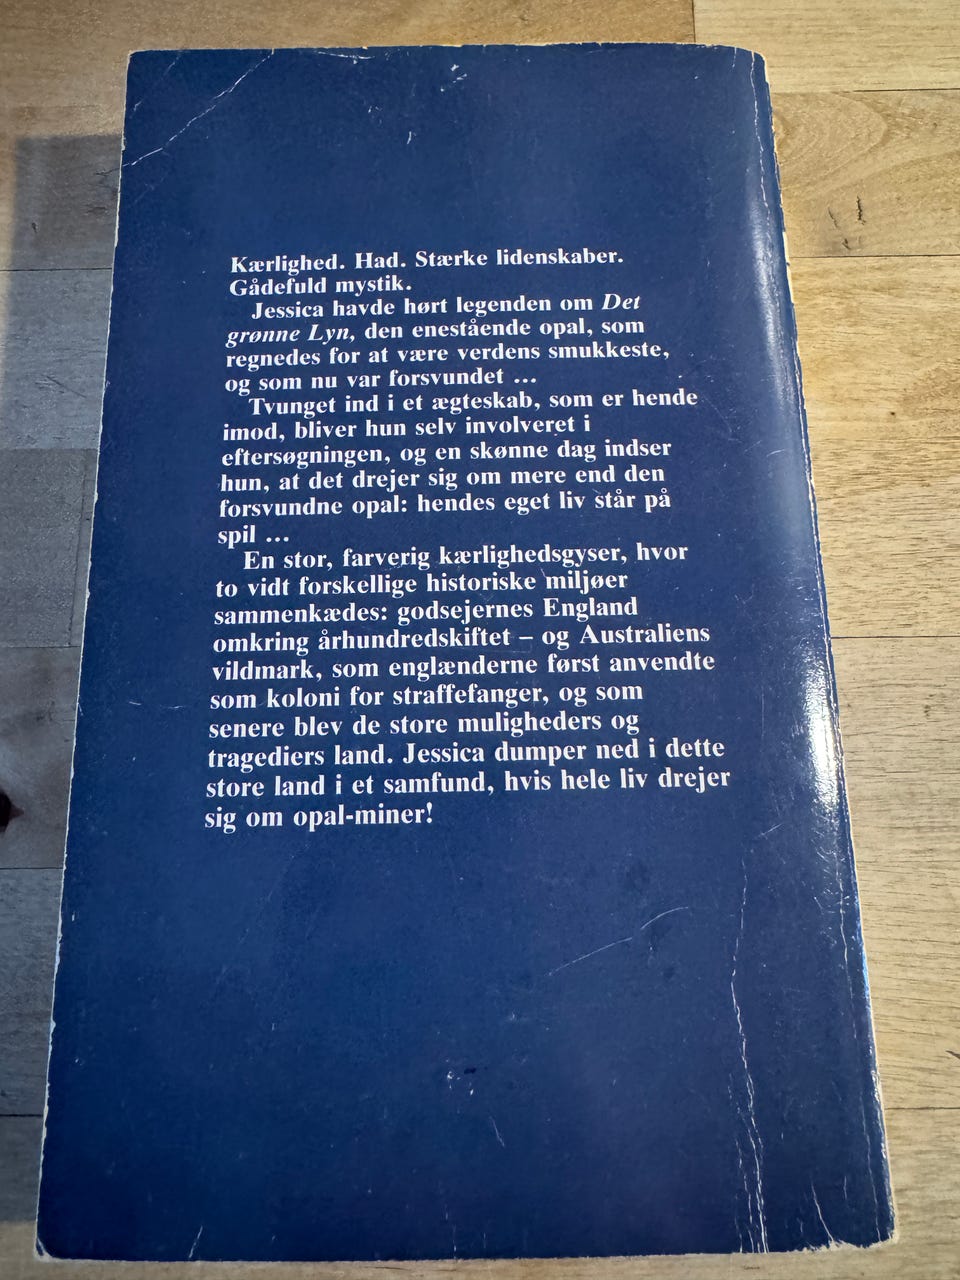 Kærlighed. Had. Stærke lidenskaber.
Gådefuld mystik.
Jessica havde hørt legenden om Det
grønne Lyn, den enestående opal, som
regnedes for at være verdens smukkeste,
og som nu var forsvundet ...
Tvunget ind i et ægteskab, som er hende
imod, bliver hun selv involveret i
eftersøgningen, og en skønne dag indser
hun, at det drejer sig om mere end den
forsvundne opal: hendes eget liv står på
spil ...
En stor, farverig kærlighedsgyser, hvor
to vidt forskellige historiske miljøer
sammenkædes: godsejernes England
omkring århundredskiftet – og Australiens
vildmark, som englænderne først anvendte
som koloni for straffefanger, og som
senere blev de store muligheders og
tragediers land. Jessica dumper ned i dette
store land i et samfund, hvis hele liv drejer
sig om opal-miner!